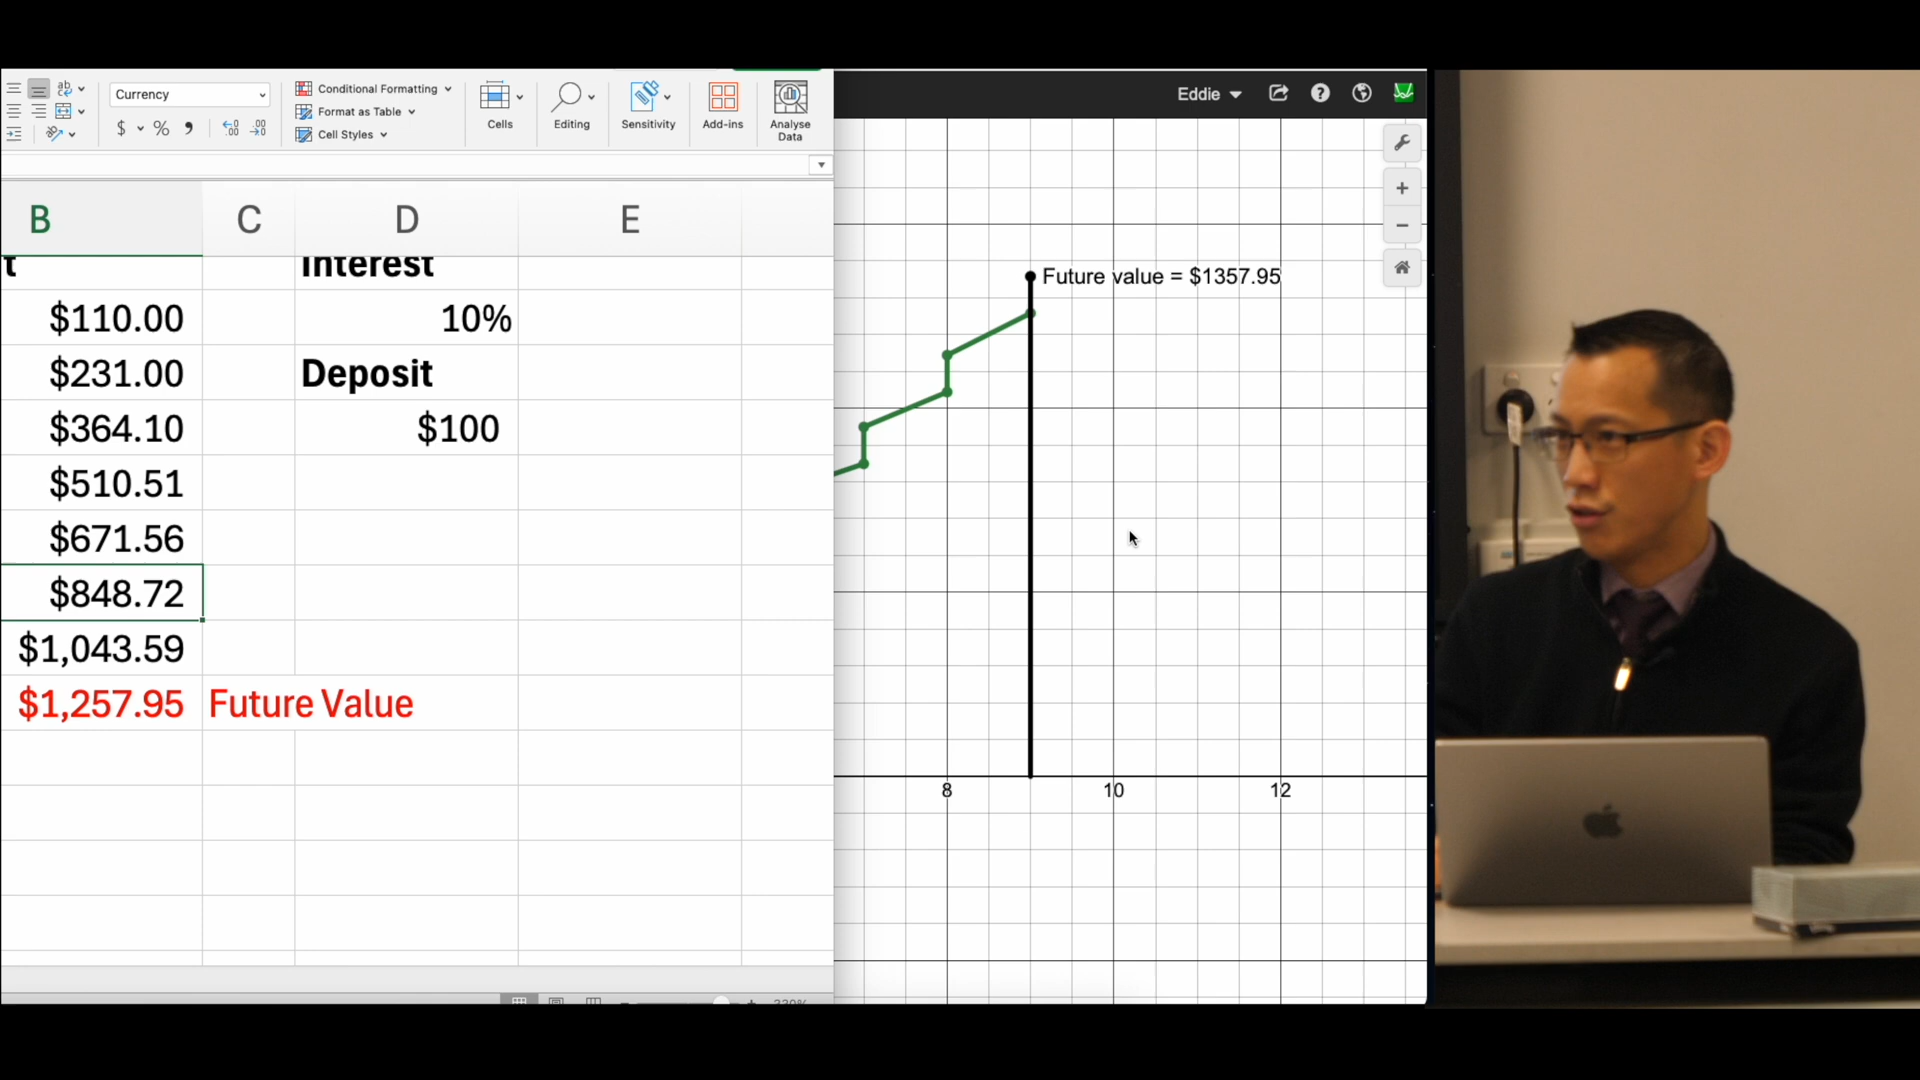 Currency
$ % 9
Conditional Formatting
Format as Table
Cell Styles
Cells
Editing
Sensitivity
Add-ins
Analyse
Data
Eddie
B C D E
t Interest
$110.00 10%
$231.00 Deposit
$364.10 $100
$510.51
$671.56
$848.72
$1,043.59
$1,257.95 Future Value
Future value = $1357.95
8 10 12